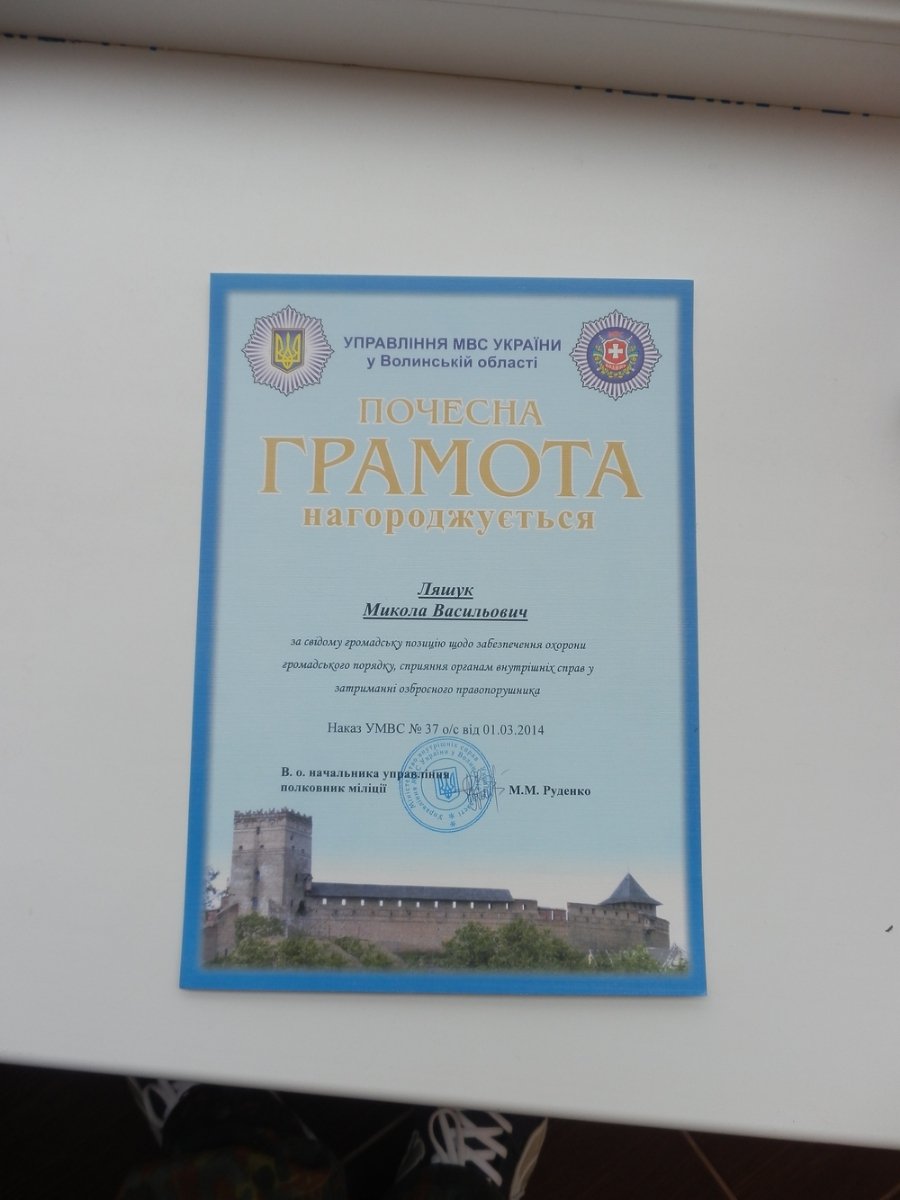 УПРАВЛІННЯ МВС УКРАЇНИ
у Волинській області
ПОЧЕСНА
ГРАМОТА
нагороджується
Ляшук
Микола Васильович
за свідому громадську позицію щодо забезпечення охорони
громадського порядку, сприяння органам внутрішніх справ у
затриманні озброєного правопорушника
Наказ УМВС № 37 о/с від 01.03.2014
В. о. начальника управління
полковник міліції
М.М. Руденко